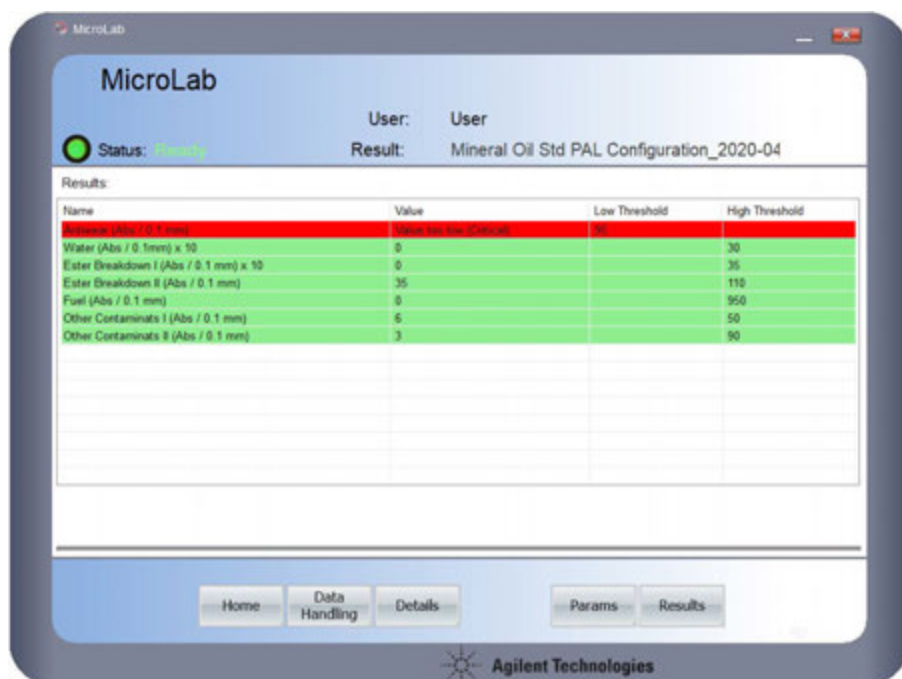 MicroLab
MicroLab
User: User
Status: Ready Result: Mineral Oil Std PAL Configuration_2020-04
Results:
Name Value Low Threshold High Threshold
Antiwear (Abs / 0.1 mm) Value too low (Critical) 95
Water (Abs / 0.1mm) x 10 0 30
Ester Breakdown I (Abs / 0.1 mm) x 10 0 35
Ester Breakdown II (Abs / 0.1 mm) 35 110
Fuel (Abs / 0.1 mm) 0 950
Other Contaminats I (Abs / 0.1 mm) 6 50
Other Contaminats II (Abs / 0.1 mm) 3 90
Home Data Handling Details Params Results
Agilent Technologies